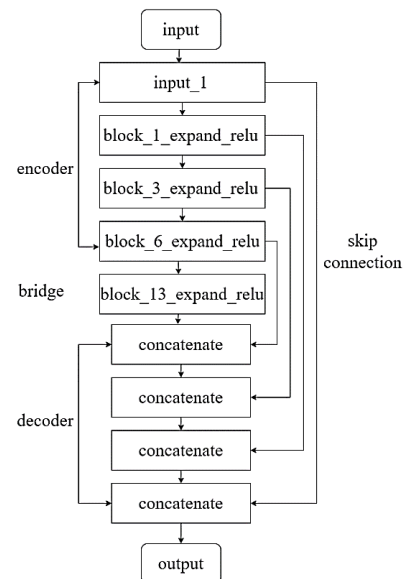 input
input_1
block_1_expand_relu
encoder
block_3_expand_relu
block_6_expand_relu
skip
connection
bridge
block_13_expand_relu
concatenate
concatenate
decoder
concatenate
concatenate
output